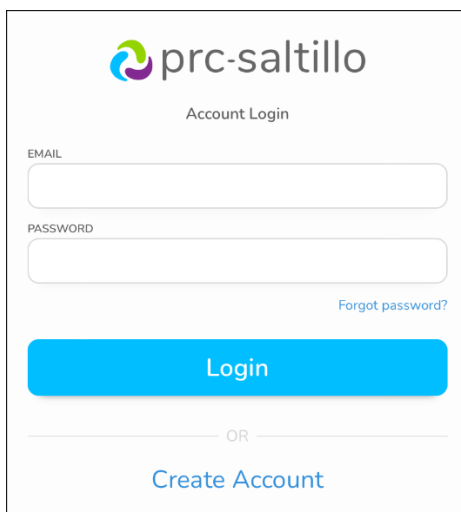 prc-saltillo
Account Login
EMAIL
PASSWORD
Forgot password?
Login
OR
Create Account